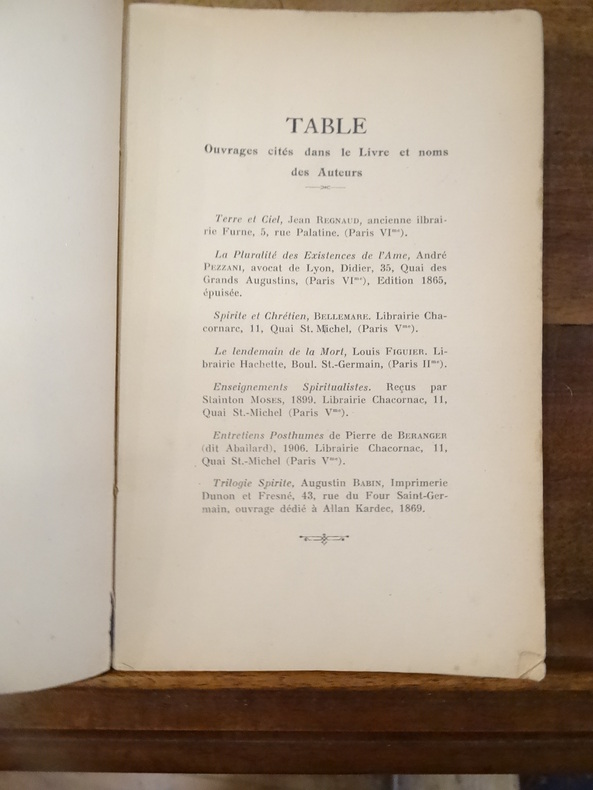 TABLE
Ouvrages cités dans le Livre et noms
des Auteurs
Terre et Ciel, Jean REGNAUD, ancienne ilbrai-
rie Furne, 5, rue Palatine. (Paris VIme).
La Pluralité des Existences de l'Ame, André
PEZZANI, avocat de Lyon, Didier, 35, Quai des
Grands Augustins, (Paris VIme), Edition 1865,
épuisée.
Spirite et Chrétien, BELLEMARE. Librairie Cha-
cornarc, 11, Quai St. Michel, (Paris Vme).
Le lendemain de la Mort, Louis FIGUIER. Li-
brairie Hachette, Boul. St.-Germain, (Paris IIme).
Enseignements Spiritualistes. Reçus par
Stainton MOSES, 1899. Librairie Chacornac, 11,
Quai St.-Michel (Paris Vme).
Entretiens Posthumes de Pierre de BERANGER
(dit Abailard), 1906. Librairie Chacornac, 11,
Quai St.-Michel (Paris Vme).
Trilogie Spirite, Augustin BABIN, Imprimerie
Dunon et Fresné, 43, rue du Four Saint-Ger-
main, ouvrage dédié à Allan Kardec, 1869.